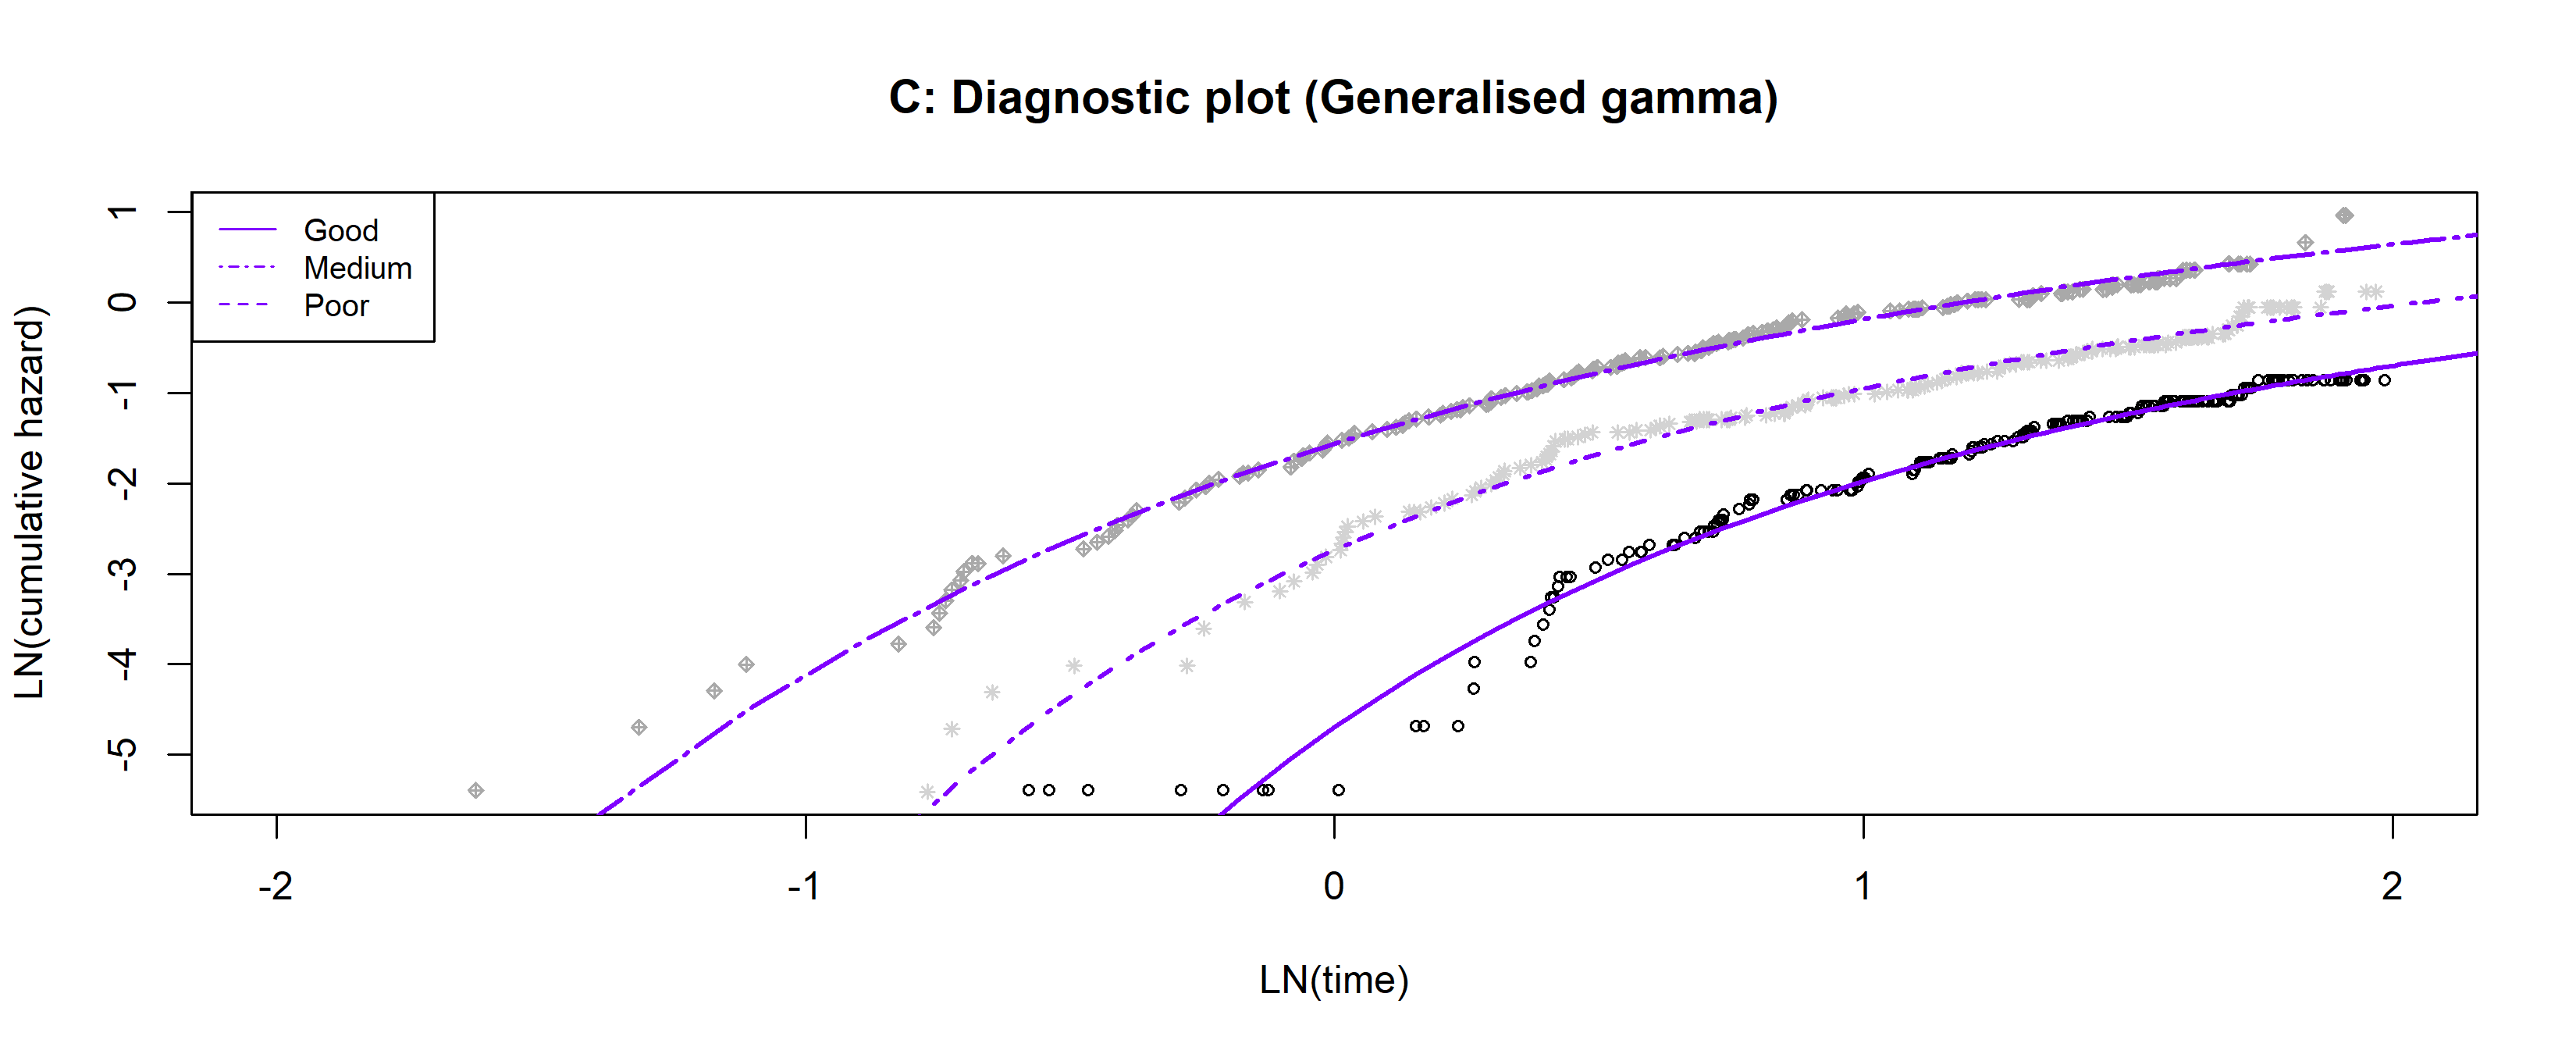 C: Diagnostic plot (Generalised gamma)
Good
Medium
Poor
LN(cumulative hazard)
1
0
-1
-2
-3
-4
-5
-2
-1
0
1
2
LN(time)